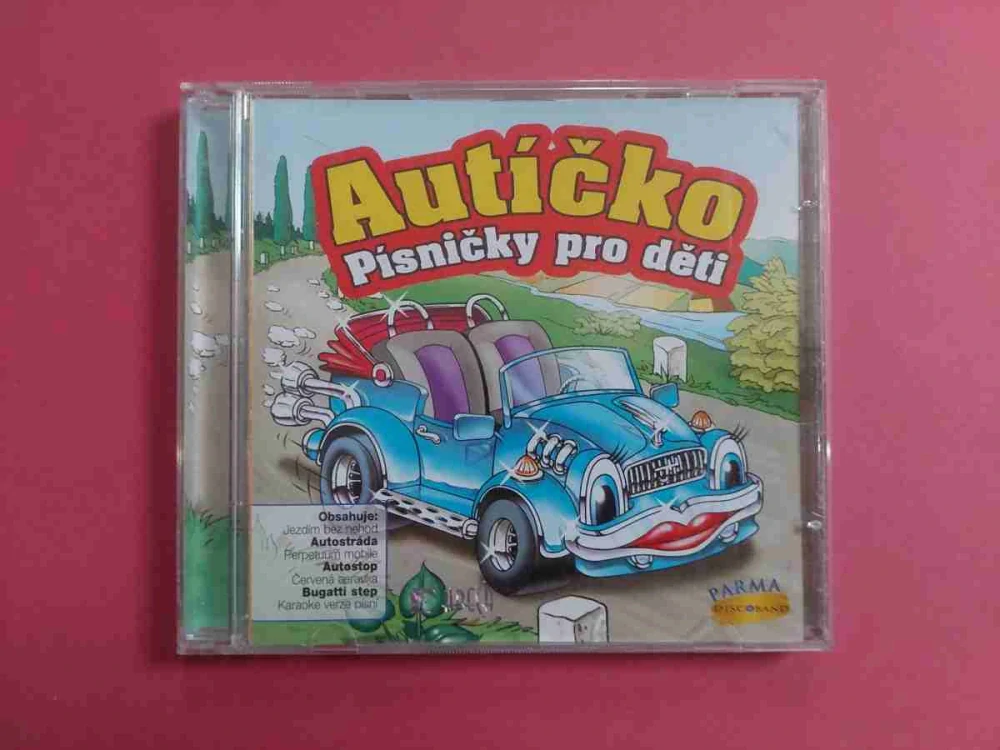 Autíčko
Písničky pro děti
Obsahuje:
Jezdím bez nehod
Autostráda
Perpetuum mobile
Autostop
Červená aerovka
Bugatti step
Karaoke verze písní
PARMA
DISCOBAND